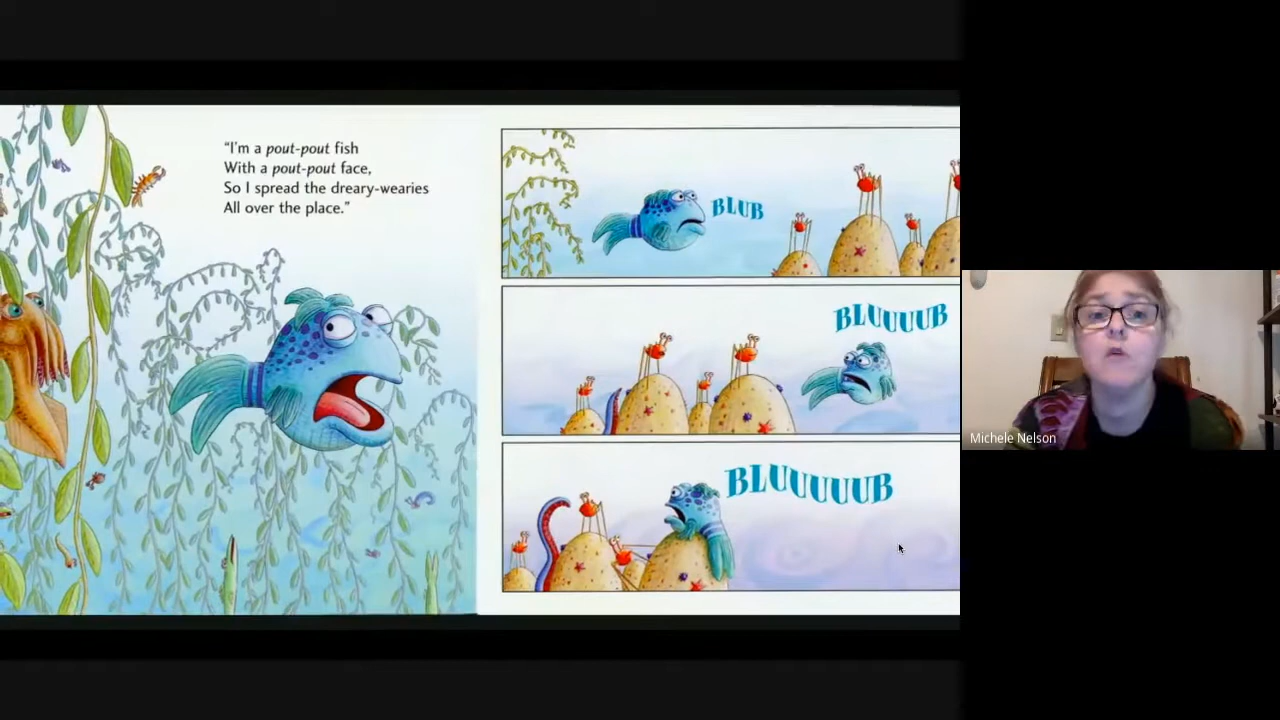 “I'm a pout-pout fish
With a pout-pout face,
So I spread the dreary-wearies
All over the place.”
BLUB
BLUUUUB
BLUUUUUUB
Michele Nelson